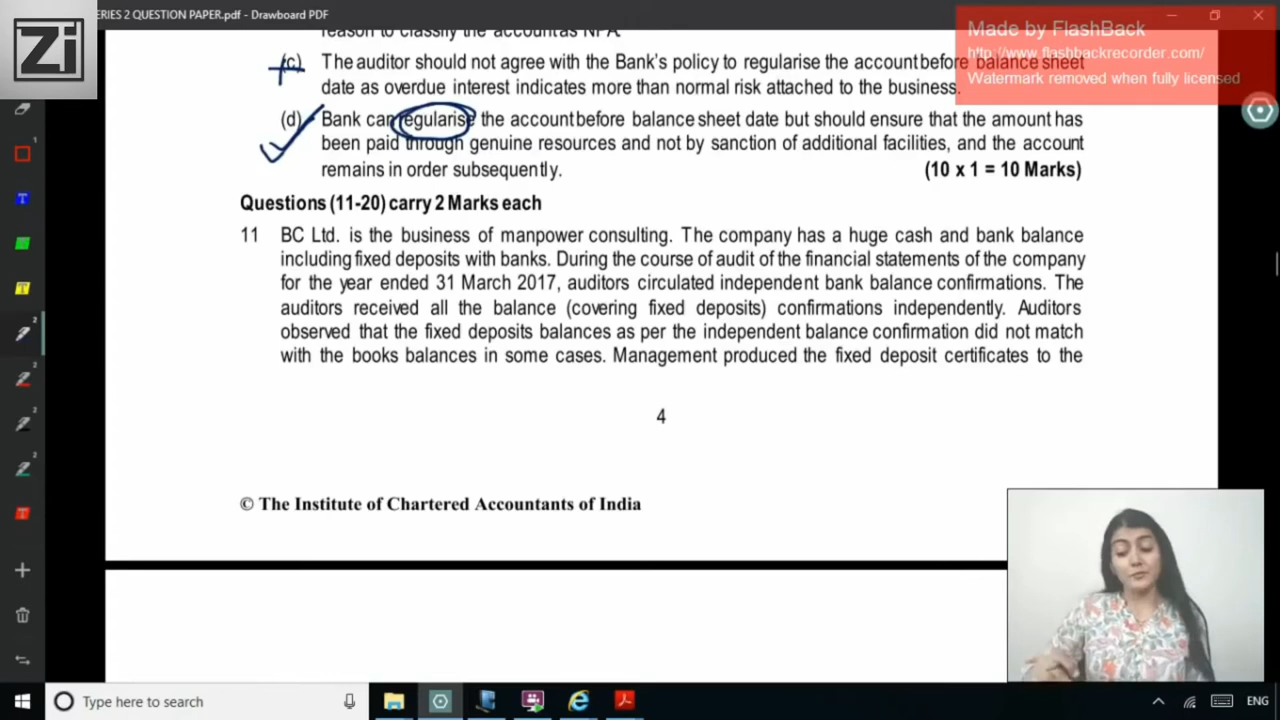 ERIES 2 QUESTION PAPER.pdf - Drawboard PDF
Zi
Made by FlashBack
http://www.flashbackrecorder.com/
Watermark removed when fully licensed
reason to classify the account as NPA.
(c) The auditor should not agree with the Bank's policy to regularise the account before balance sheet
date as overdue interest indicates more than normal risk attached to the business.
(d) Bank can regularise the account before balance sheet date but should ensure that the amount has
been paid through genuine resources and not by sanction of additional facilities, and the account
remains in order subsequently. (10 x 1 = 10 Marks)
Questions (11-20) carry 2 Marks each
11 BC Ltd. is the business of manpower consulting. The company has a huge cash and bank balance
including fixed deposits with banks. During the course of audit of the financial statements of the company
for the year ended 31 March 2017, auditors circulated independent bank balance confirmations. The
auditors received all the balance (covering fixed deposits) confirmations independently. Auditors
observed that the fixed deposits balances as per the independent balance confirmation did not match
with the books balances in some cases. Management produced the fixed deposit certificates to the
4
© The Institute of Chartered Accountants of India
Type here to search
ENG